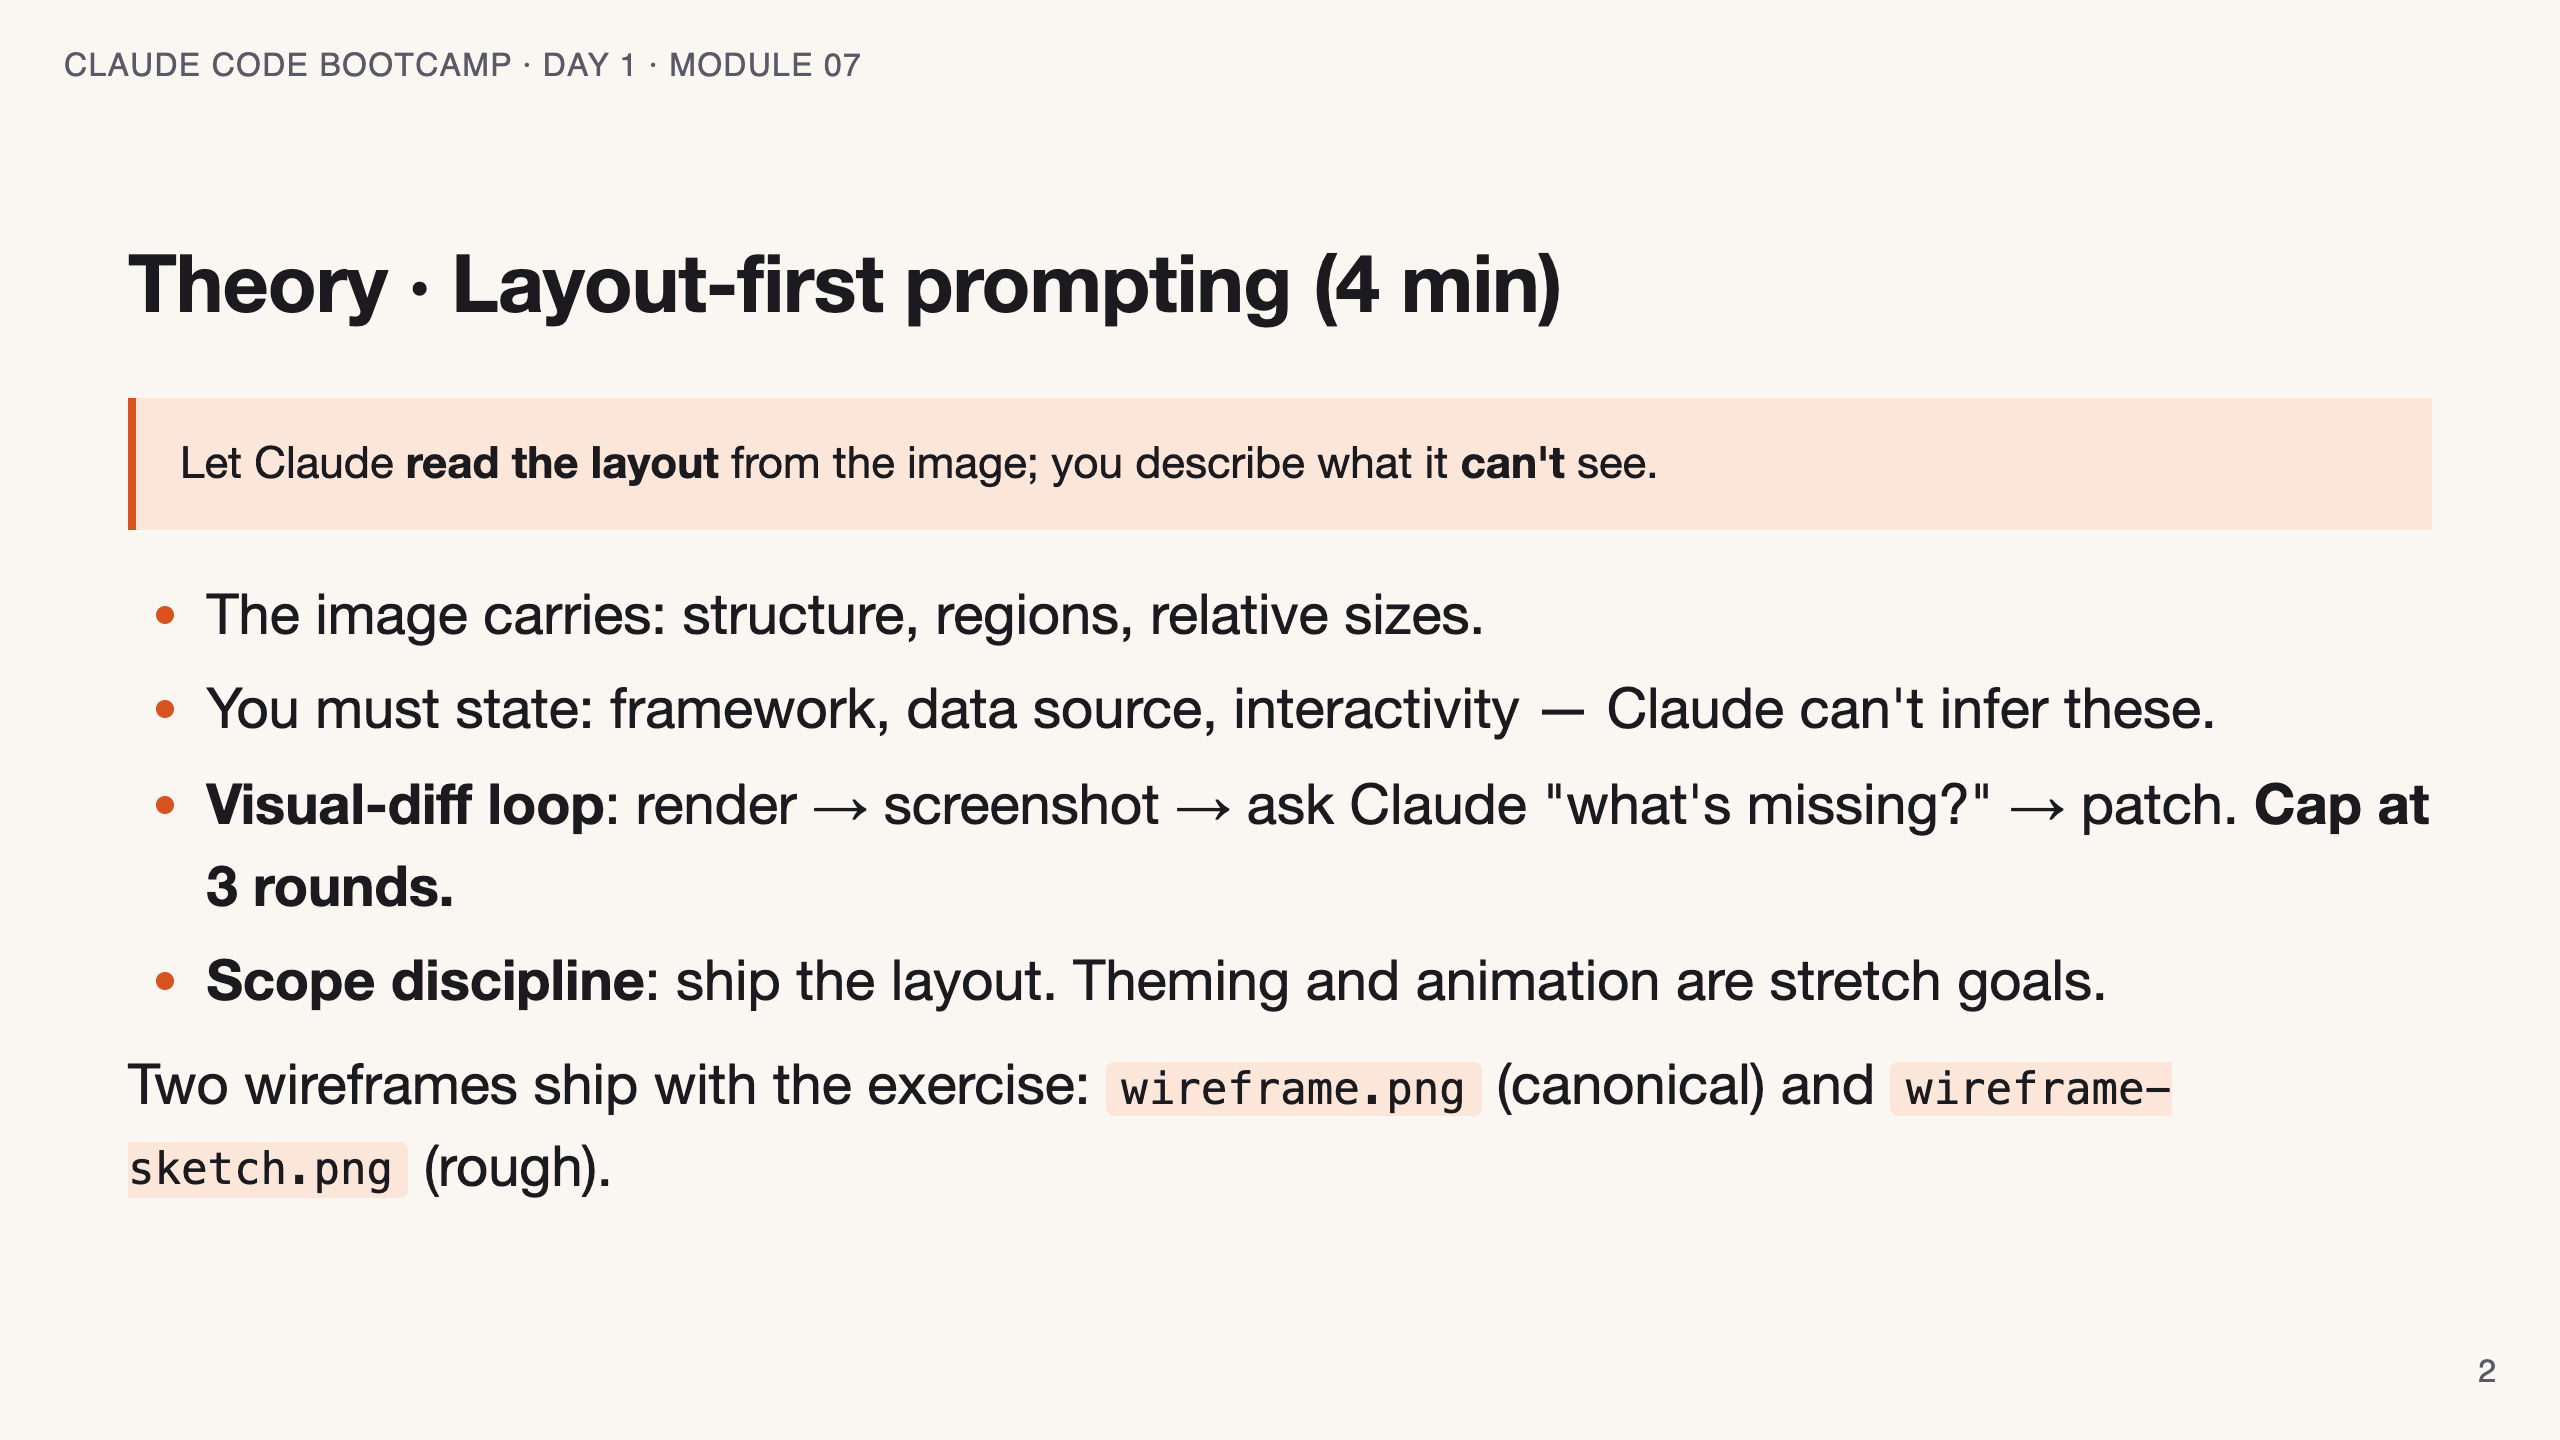 CLAUDE CODE BOOTCAMP · DAY 1 · MODULE 07
Theory · Layout-first prompting (4 min)
Let Claude read the layout from the image; you describe what it can't see.
• The image carries: structure, regions, relative sizes.
• You must state: framework, data source, interactivity — Claude can't infer these.
• Visual-diff loop: render → screenshot → ask Claude "what's missing?" → patch. Cap at
3 rounds.
• Scope discipline: ship the layout. Theming and animation are stretch goals.
Two wireframes ship with the exercise: wireframe.png (canonical) and wireframe-
sketch.png (rough).
2